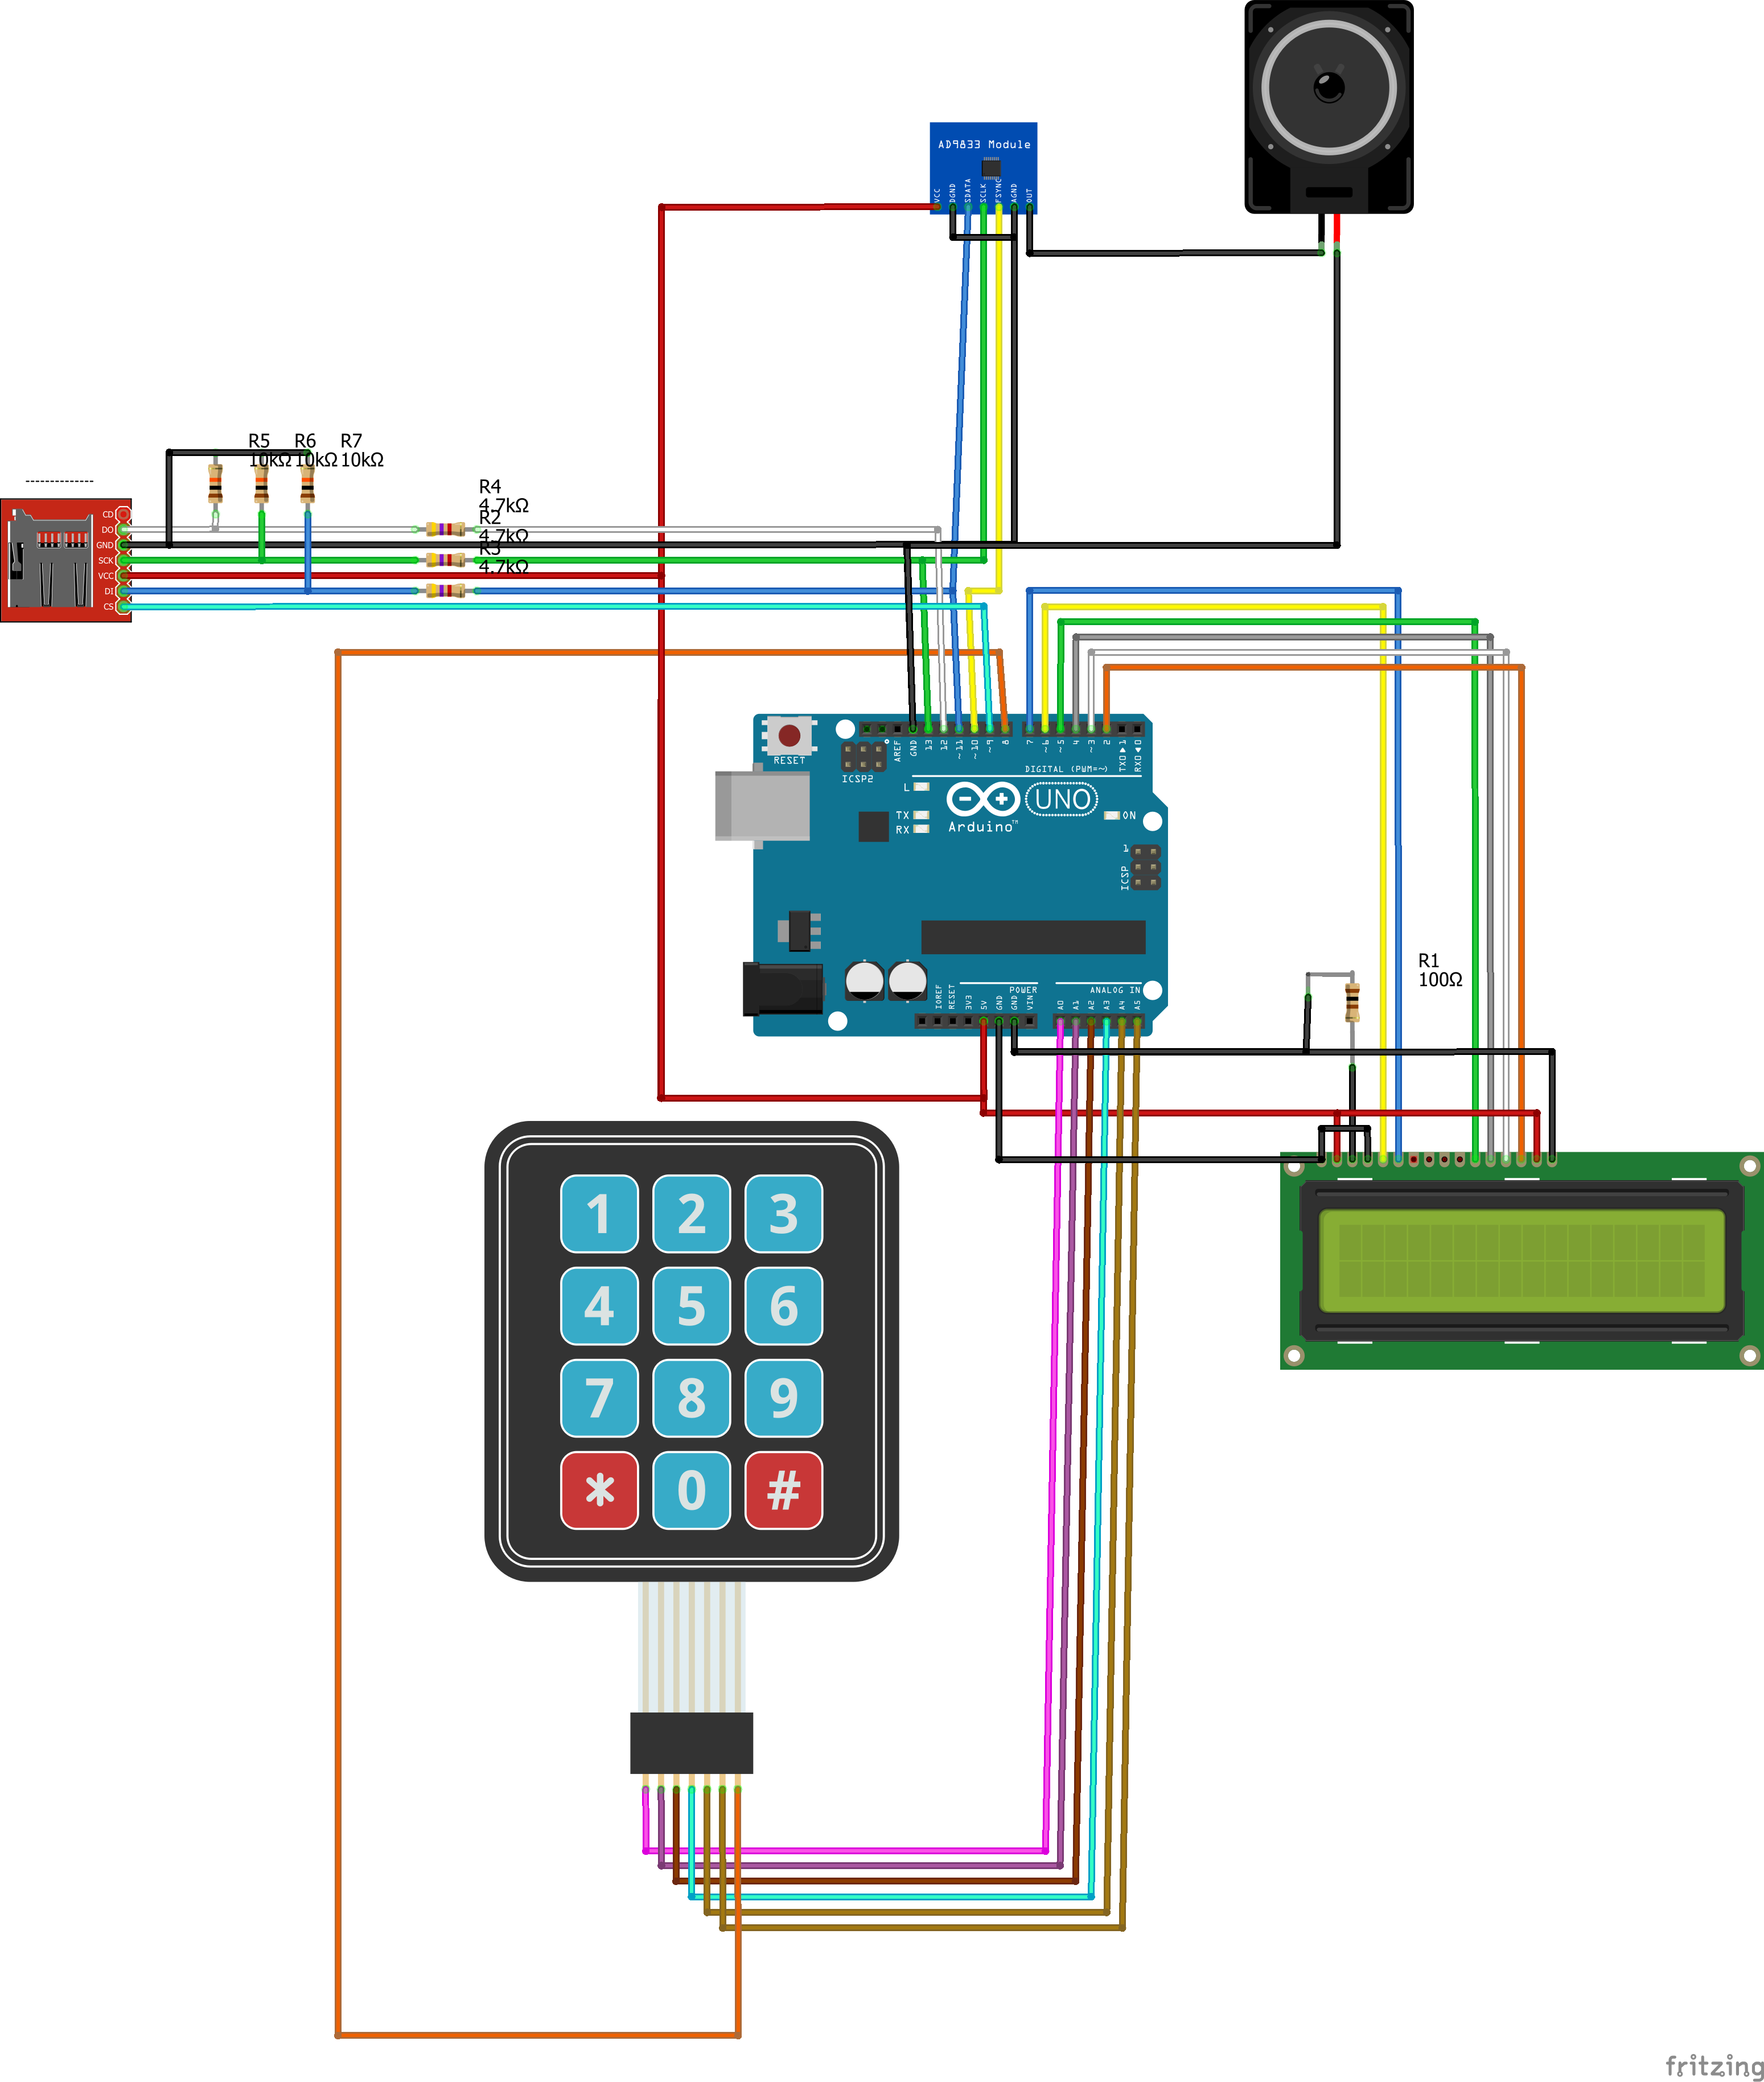 AD9833 Module
VCC
DGND
SDATA
SCLK
FSYNC
AGND
OUT
R5 R6 R7
10kΩ 10kΩ 10kΩ
R4
4.7kΩ
R2
4.7kΩ
R3
4.7kΩ
CD
DO
GND
SCK
VCC
DI
CS
RESET
ICSP2
AREF
GND
13
12
~11
~10
~9
8
7
~6
~5
4
~3
2
TX0▶1
RX0◀0
DIGITAL (PWM=~)
L
TX
RX
UNO
Arduino™
ON
1
ICSP
IOREF
RESET
3V3
5V
GND
GND
VIN
POWER
ANALOG IN
A0
A1
A2
A3
A4
A5
R1
100Ω
1 2 3
4 5 6
7 8 9
* 0 #
fritzing